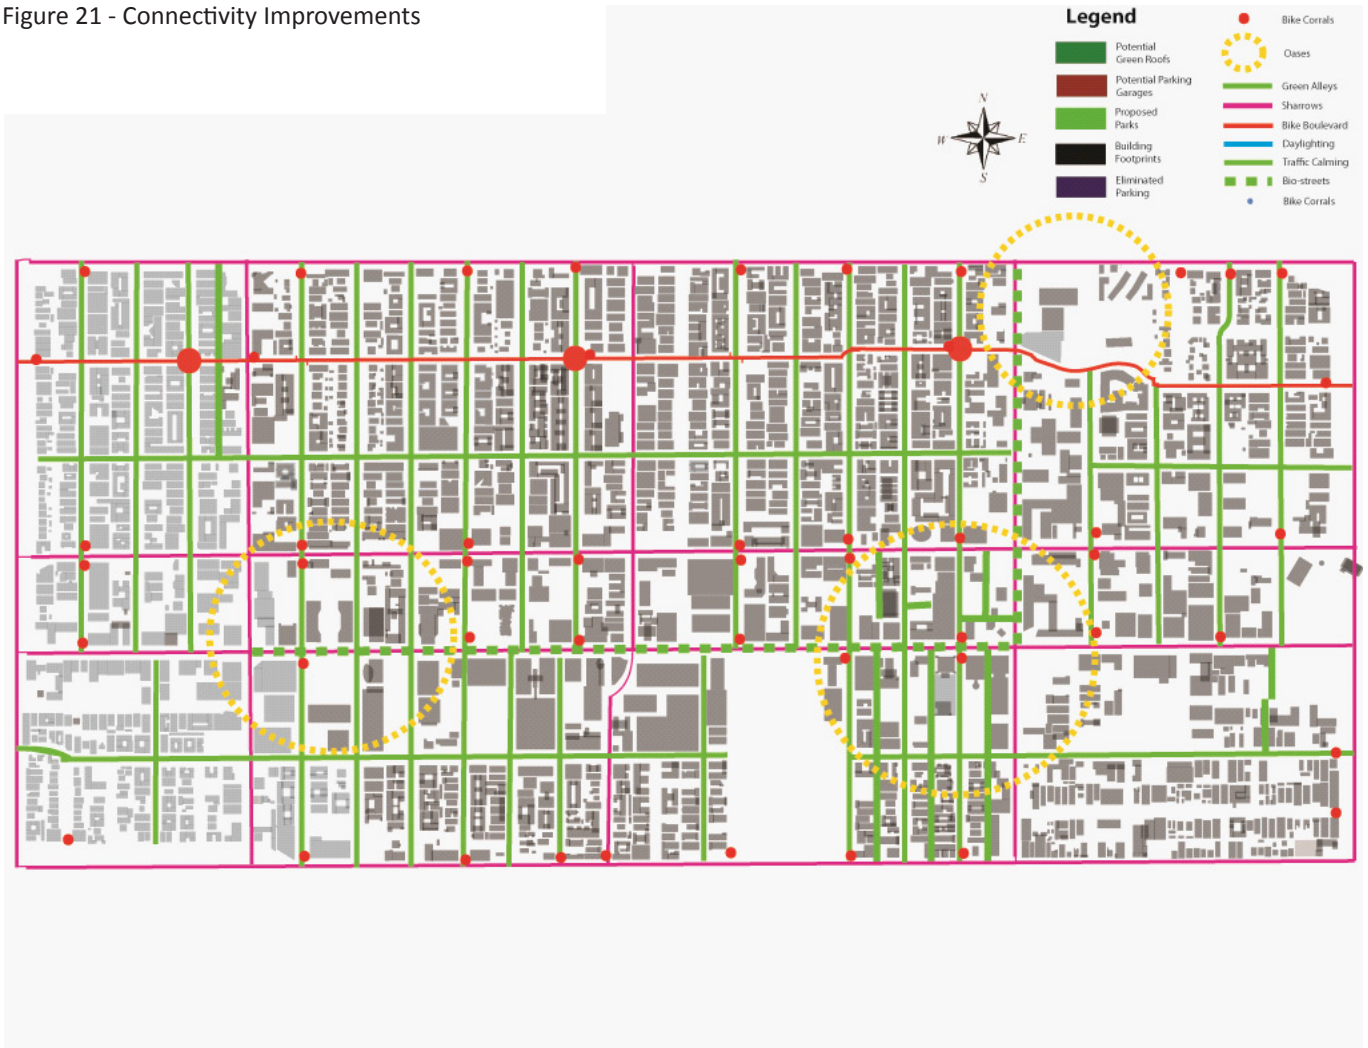 Figure 21 - Connectivity Improvements
Legend
Potential
Green Roofs
Potential Parking
Garages
Proposed
Parks
Building
Footprints
Eliminated
Parking
Bike Corrals
Oases
Green Alleys
Sharrows
Bike Boulevard
Daylighting
Traffic Calming
Bio-streets
Bike Corrals
N
W E
S